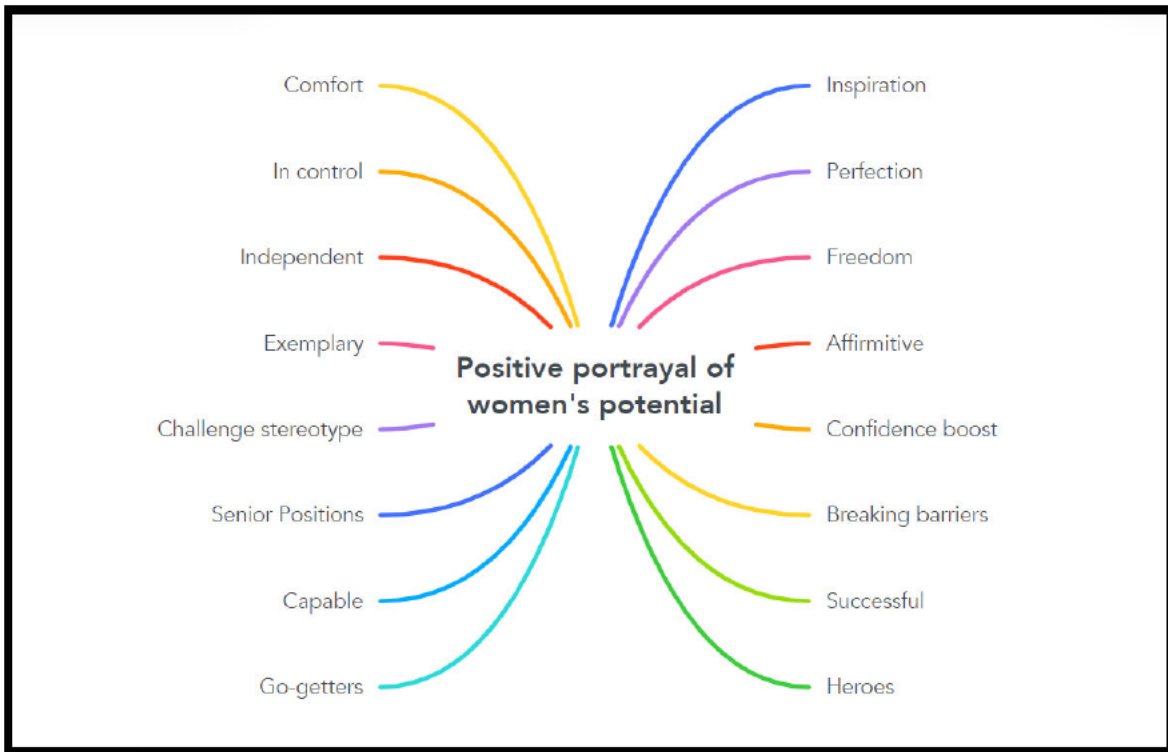 Comfort
In control
Independent
Exemplary
Challenge stereotype
Senior Positions
Capable
Go-getters
Positive portrayal of
women's potential
Inspiration
Perfection
Freedom
Affirmitive
Confidence boost
Breaking barriers
Successful
Heroes